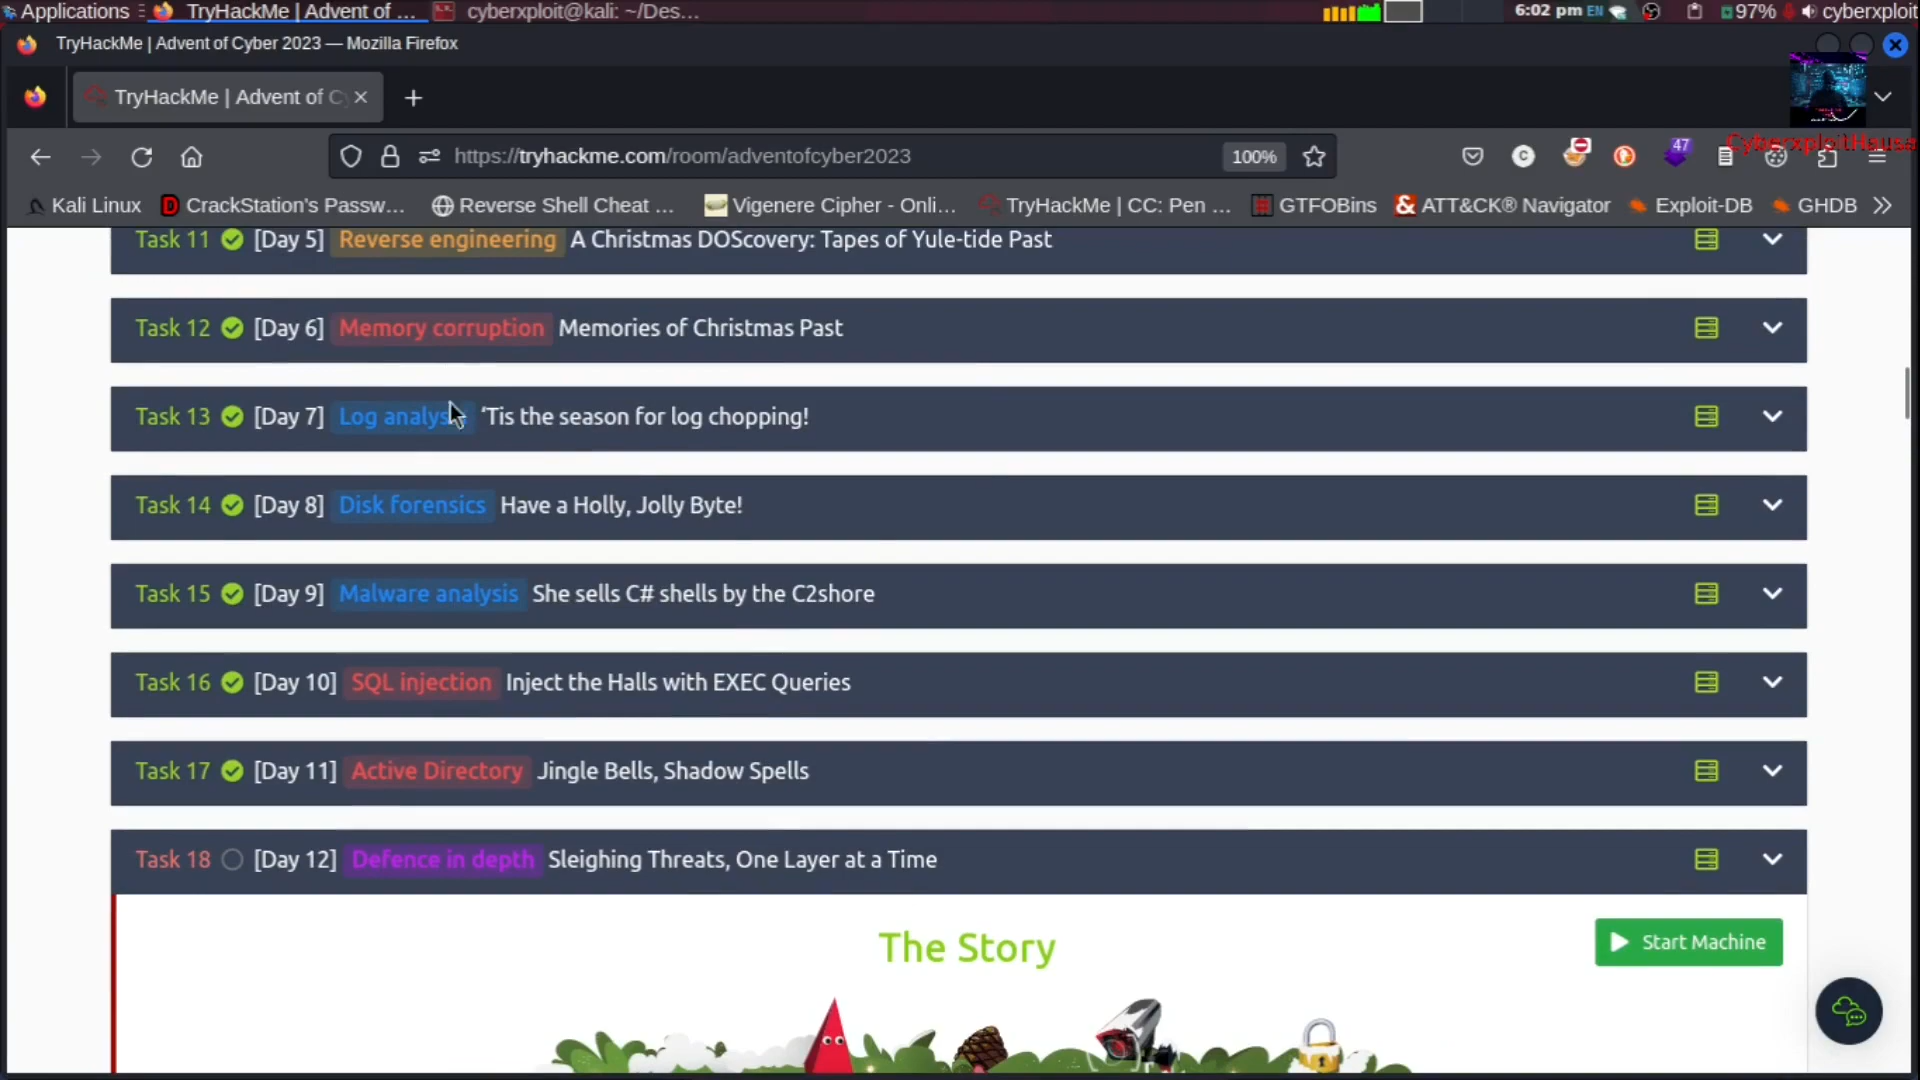 Applications
TryHackMe | Advent of ...
cyberxploit@kali: ~/Des...
6:02 pm EN
97%
cyberxploit
TryHackMe | Advent of Cyber 2023 — Mozilla Firefox
TryHackMe | Advent of C
https://tryhackme.com/room/adventofcyber2023
100%
C
47
CyberxploitHausa
Kali Linux
CrackStation's Passw...
Reverse Shell Cheat ...
Vigenere Cipher - Onli...
TryHackMe | CC: Pen ...
GTFOBins
ATT&CK® Navigator
Exploit-DB
GHDB
Task 11 [Day 5] Reverse engineering A Christmas DOScovery: Tapes of Yule-tide Past
Task 12 [Day 6] Memory corruption Memories of Christmas Past
Task 13 [Day 7] Log analysis ‘Tis the season for log chopping!
Task 14 [Day 8] Disk forensics Have a Holly, Jolly Byte!
Task 15 [Day 9] Malware analysis She sells C# shells by the C2shore
Task 16 [Day 10] SQL injection Inject the Halls with EXEC Queries
Task 17 [Day 11] Active Directory Jingle Bells, Shadow Spells
Task 18 [Day 12] Defence in depth Sleighing Threats, One Layer at a Time
The Story
Start Machine